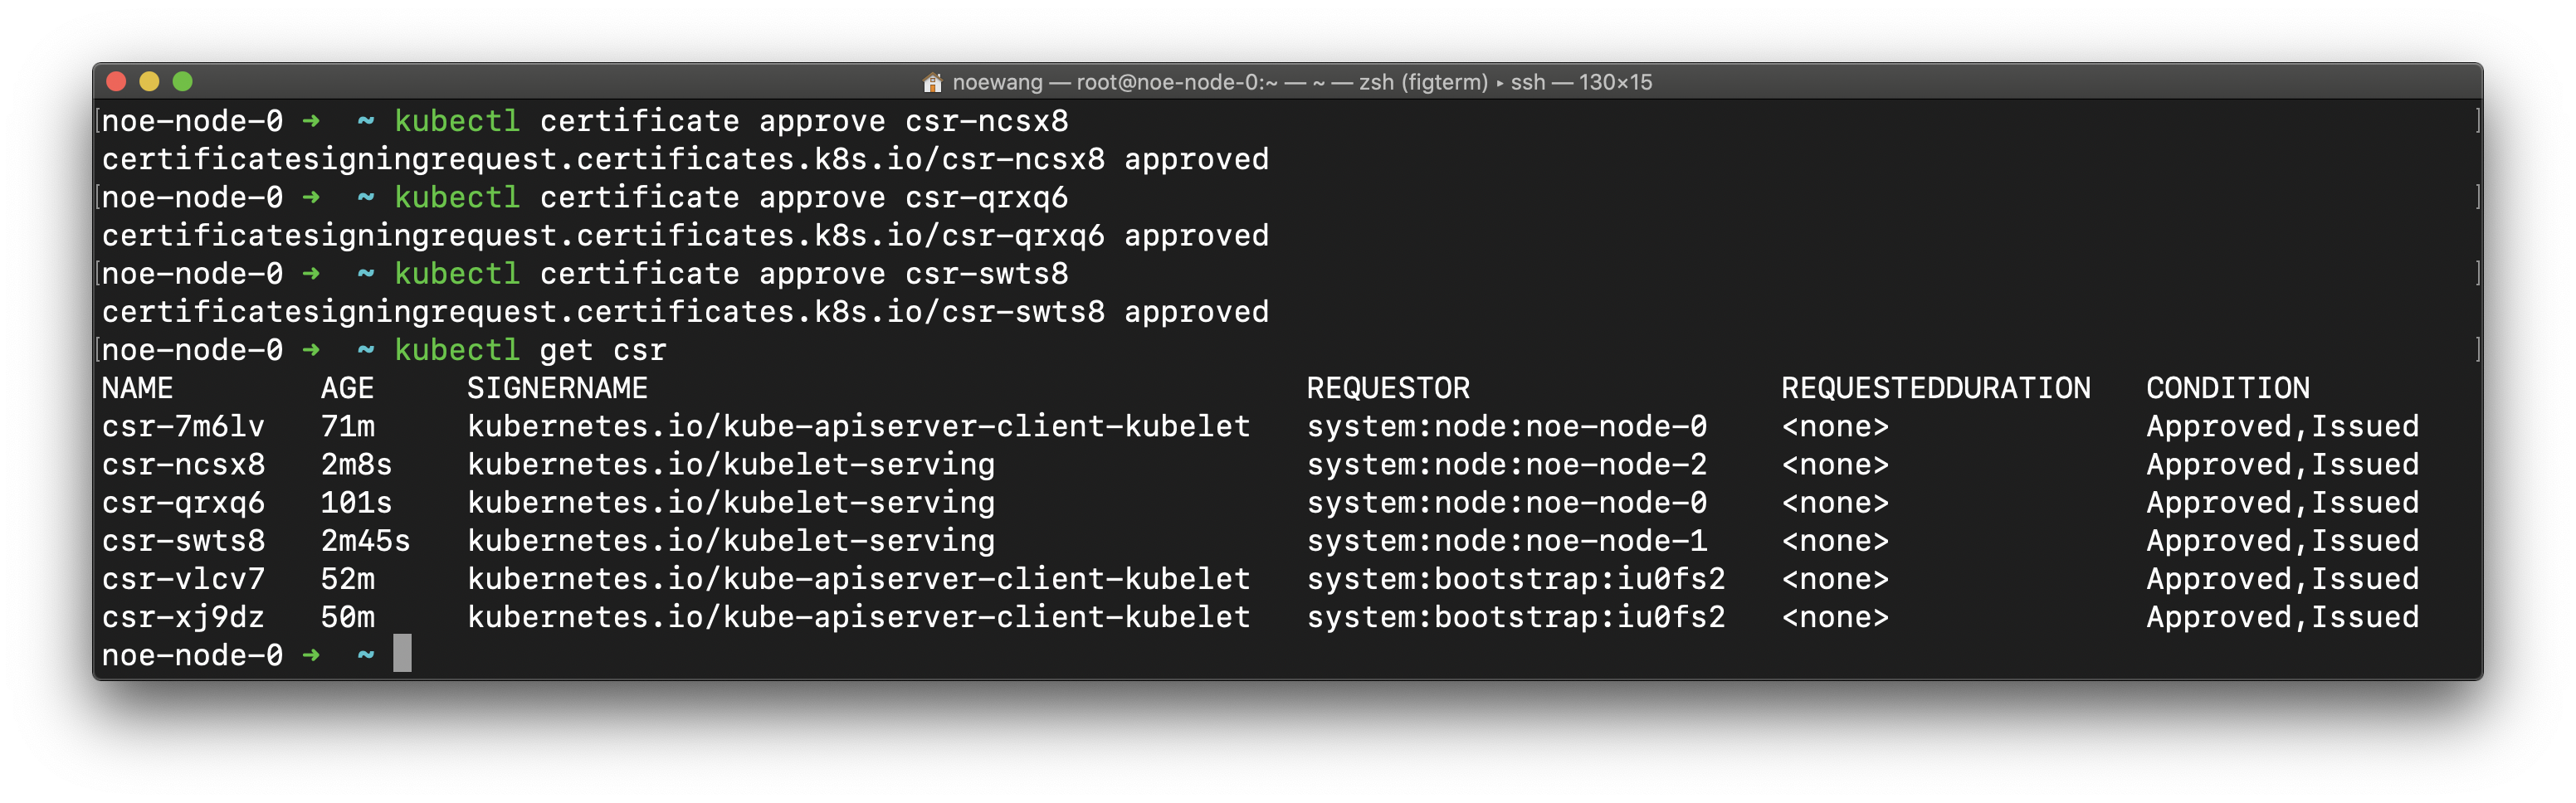 noewang — root@noe-node-0:~ — ~ — zsh (figterm) ▸ ssh — 130×15
[noe-node-0 ➜  ~ kubectl certificate approve csr-ncsx8 ]
certificatesigningrequest.certificates.k8s.io/csr-ncsx8 approved
[noe-node-0 ➜  ~ kubectl certificate approve csr-qrxq6 ]
certificatesigningrequest.certificates.k8s.io/csr-qrxq6 approved
[noe-node-0 ➜  ~ kubectl certificate approve csr-swts8 ]
certificatesigningrequest.certificates.k8s.io/csr-swts8 approved
[noe-node-0 ➜  ~ kubectl get csr ]
NAME        AGE     SIGNERNAME                                    REQUESTOR                 REQUESTEDDURATION   CONDITION
csr-7m6lv   71m     kubernetes.io/kube-apiserver-client-kubelet   system:node:noe-node-0    <none>              Approved,Issued
csr-ncsx8   2m8s    kubernetes.io/kubelet-serving                 system:node:noe-node-2    <none>              Approved,Issued
csr-qrxq6   101s    kubernetes.io/kubelet-serving                 system:node:noe-node-0    <none>              Approved,Issued
csr-swts8   2m45s   kubernetes.io/kubelet-serving                 system:node:noe-node-1    <none>              Approved,Issued
csr-vlcv7   52m     kubernetes.io/kube-apiserver-client-kubelet   system:bootstrap:iu0fs2   <none>              Approved,Issued
csr-xj9dz   50m     kubernetes.io/kube-apiserver-client-kubelet   system:bootstrap:iu0fs2   <none>              Approved,Issued
noe-node-0 ➜  ~